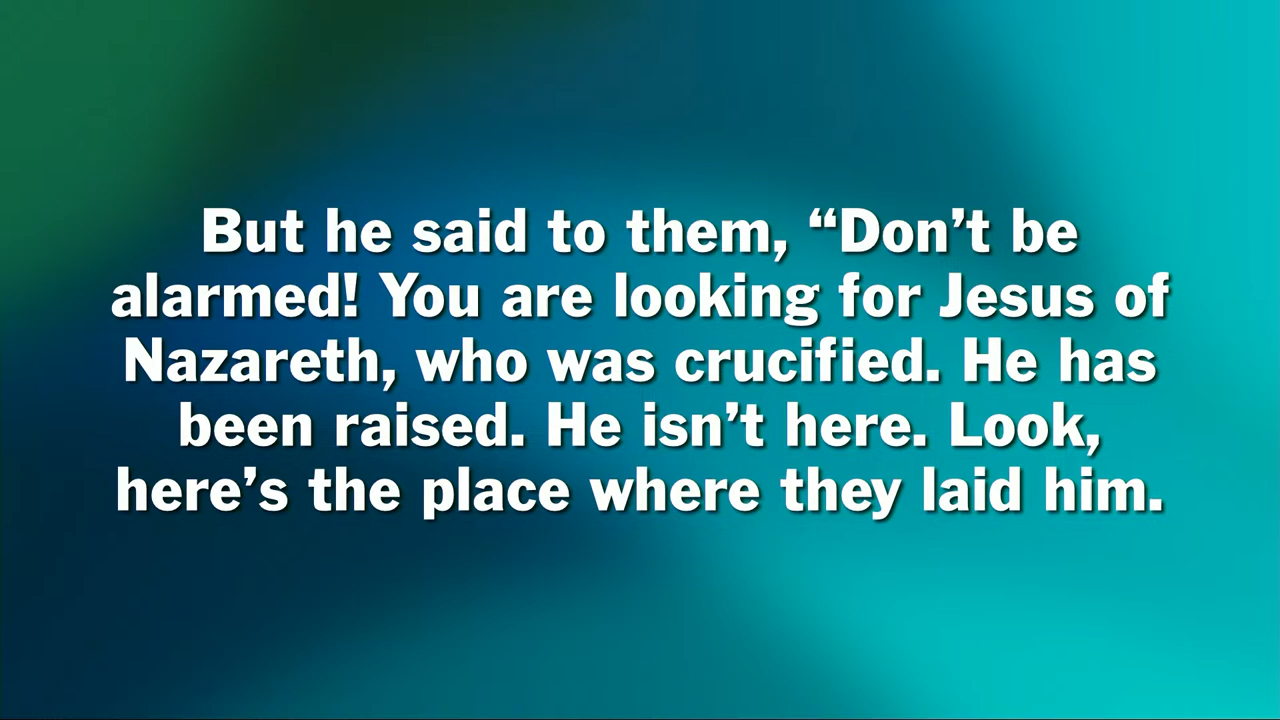 But he said to them, “Don’t be
alarmed! You are looking for Jesus of
Nazareth, who was crucified. He has
been raised. He isn’t here. Look,
here’s the place where they laid him.